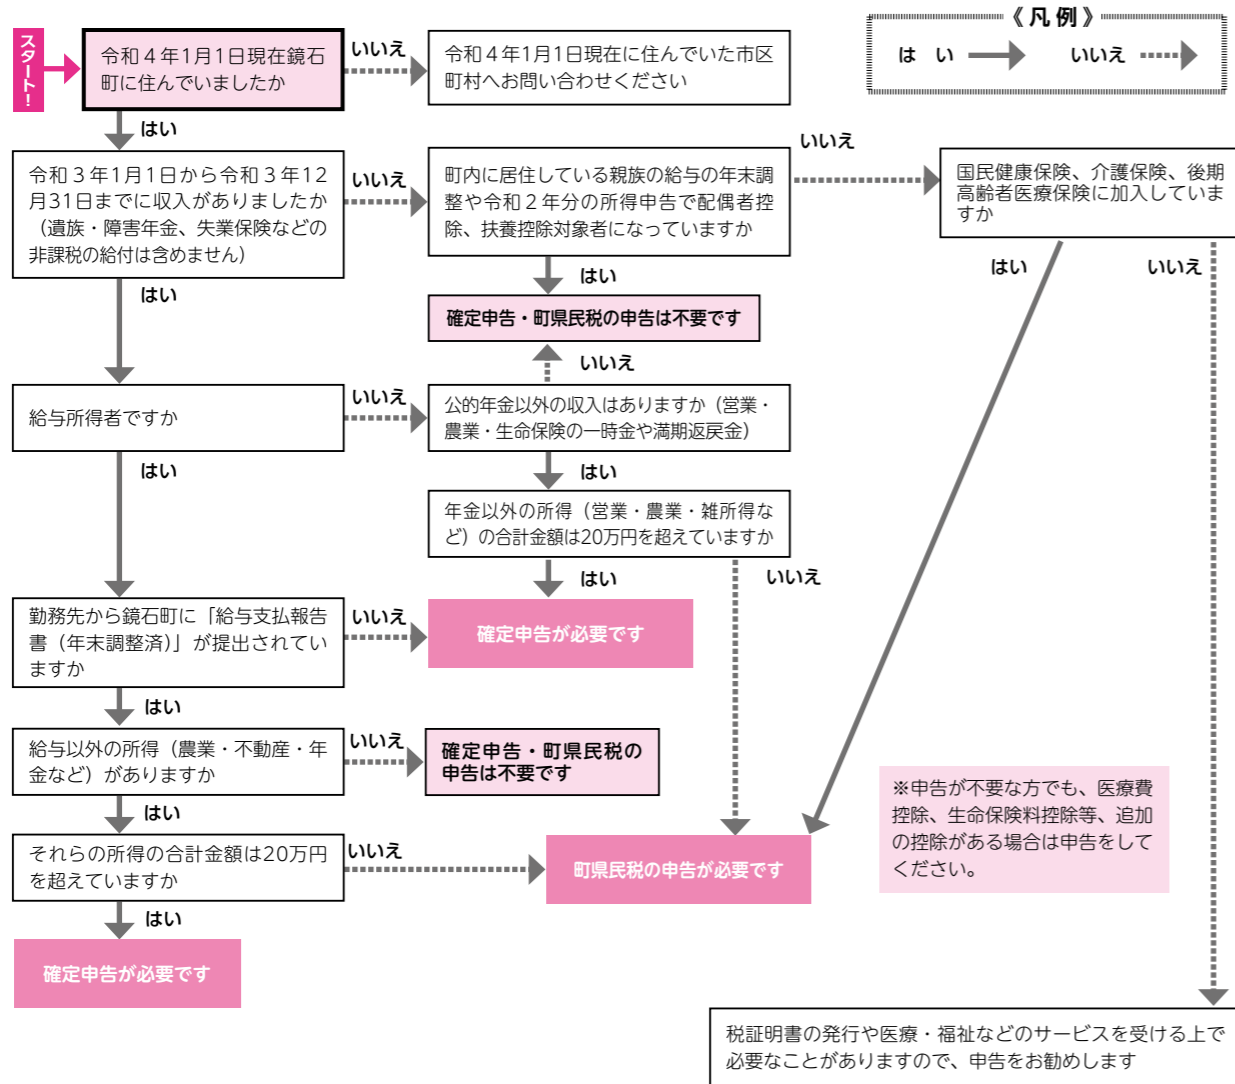 《凡例》
は い
いいえ
スタート！
令和４年1月1日現在鏡石
町に住んでいましたか
いいえ
令和４年1月1日現在に住んでいた市区
町村へお問い合わせください
はい
令和３年1月1日から令和３年12
月31日までに収入がありましたか
（遺族・障害年金、失業保険などの
非課税の給付は含めません）
いいえ
町内に居住している親族の給与の年末調
整や令和２年分の所得申告で配偶者控
除、扶養控除対象者になっていますか
いいえ
国民健康保険、介護保険、後期
高齢者医療保険に加入していま
すか
はい
はい
はい
いいえ
確定申告・町県民税の申告は不要です
いいえ
給与所得者ですか
いいえ
公的年金以外の収入はありますか（営業・
農業・生命保険の一時金や満期返戻金）
はい
はい
年金以外の所得（営業・農業・雑所得な
ど）の合計金額は20万円を超えていますか
はい
いいえ
勤務先から鏡石町に「給与支払報告
書（年末調整済）」が提出されてい
ますか
いいえ
確定申告が必要です
はい
給与以外の所得（農業・不動産・年
金など）がありますか
いいえ
確定申告・町県民税の
申告は不要です
※申告が不要な方でも、医療費
控除、生命保険料控除等、追加
の控除がある場合は申告をして
ください。
はい
それらの所得の合計金額は20万円
を超えていますか
いいえ
町県民税の申告が必要です
はい
確定申告が必要です
税証明書の発行や医療・福祉などのサービスを受ける上で
必要なことがありますので、申告をお勧めします